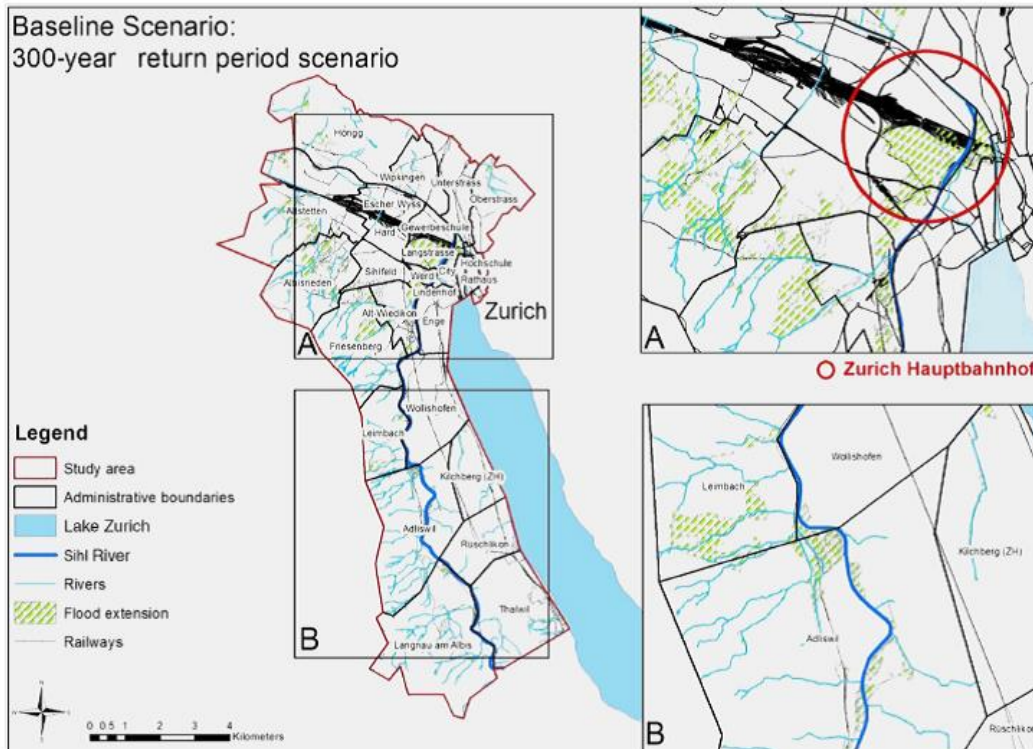 Baseline Scenario:
300-year return period scenario
Höngg
Wipkingen
Unterstrass
Oberstrass
Escher Wyss
Altstetten
Gewerbeschule
Hard
Langstrasse
Hochschule
City
Rathaus
Sihlfeld
Werd
Albisrieden
Lindenhof
Zurich
Alt-Wiedikon
Enge
A
Friesenberg
Wollishofen
Leimbach
Kilchberg (ZH)
Adliswil
Rüschlikon
Thalwil
B
Langnau am Albis
Legend
Study area
Administrative boundaries
Lake Zurich
Sihl River
Rivers
Flood extension
Railways
0 0.5 1 2 3 4
Kilometers
A
Zurich Hauptbahnhof
Wollishofen
Leimbach
Kilchberg (ZH)
Adliswil
Rüschlikon
B